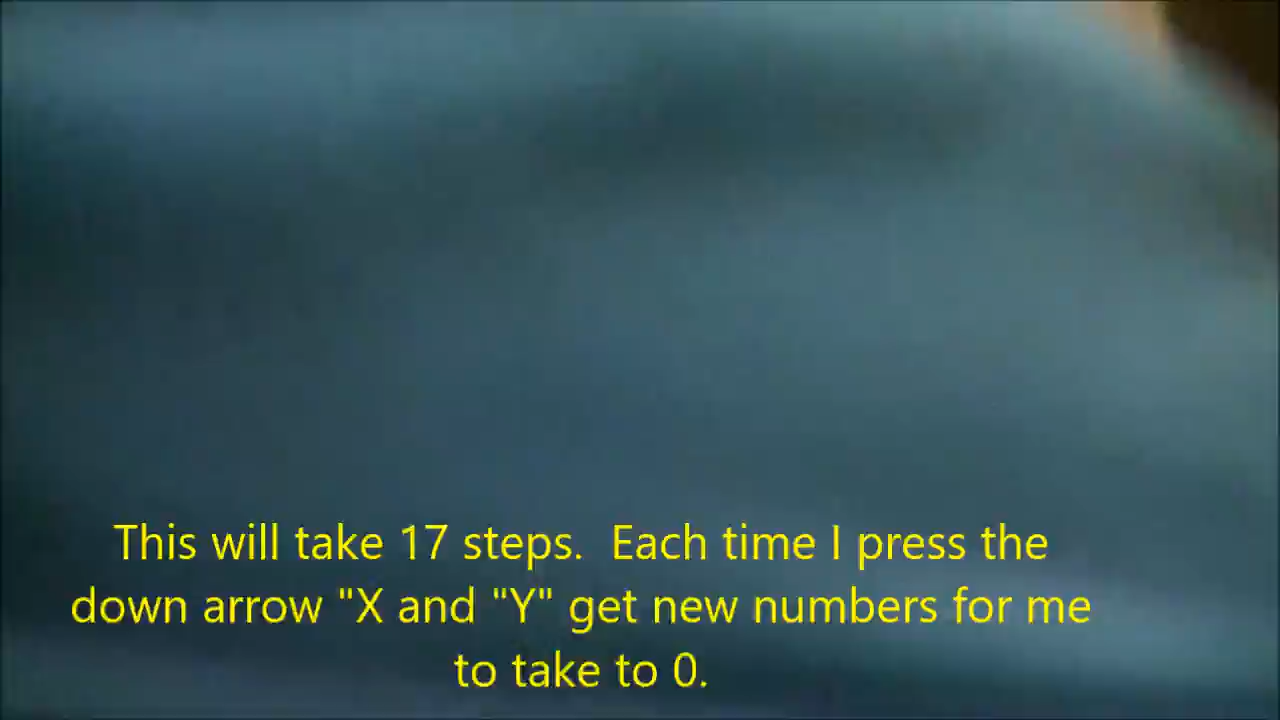 This will take 17 steps.  Each time I press the
down arrow "X and "Y" get new numbers for me
to take to 0.